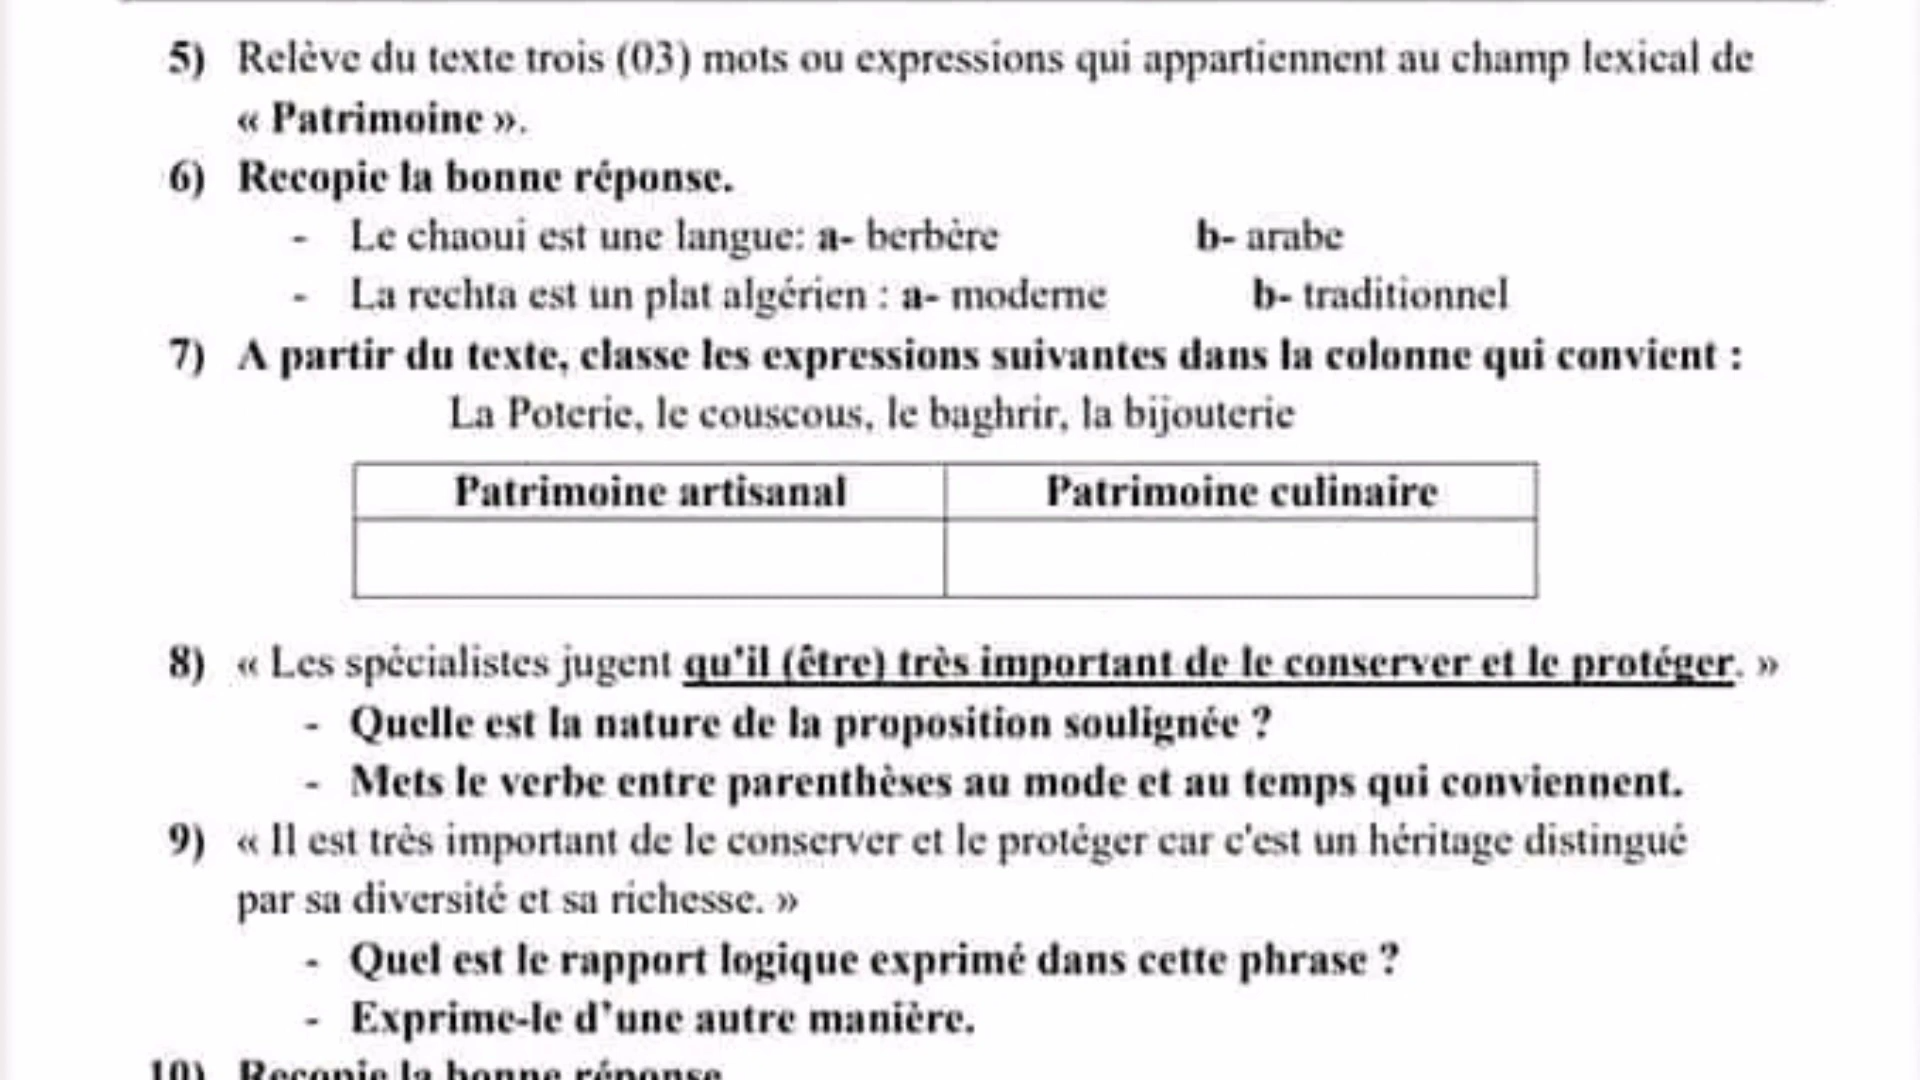 5) Relève du texte trois (03) mots ou expressions qui appartiennent au champ lexical de
« Patrimoine ».
6) Recopie la bonne réponse.
- Le chaoui est une langue: a- berbère b- arabe
- La rechta est un plat algérien : a- moderne b- traditionnel
7) A partir du texte, classe les expressions suivantes dans la colonne qui convient :
La Poterie, le couscous, le baghrir, la bijouterie
Patrimoine artisanal Patrimoine culinaire
8) « Les spécialistes jugent qu'il (être) très important de le conserver et le protéger. »
- Quelle est la nature de la proposition soulignée ?
- Mets le verbe entre parenthèses au mode et au temps qui conviennent.
9) « Il est très important de le conserver et le protéger car c'est un héritage distingué
par sa diversité et sa richesse. »
- Quel est le rapport logique exprimé dans cette phrase ?
- Exprime-le d'une autre manière.
10) Recopie la bonne réponse